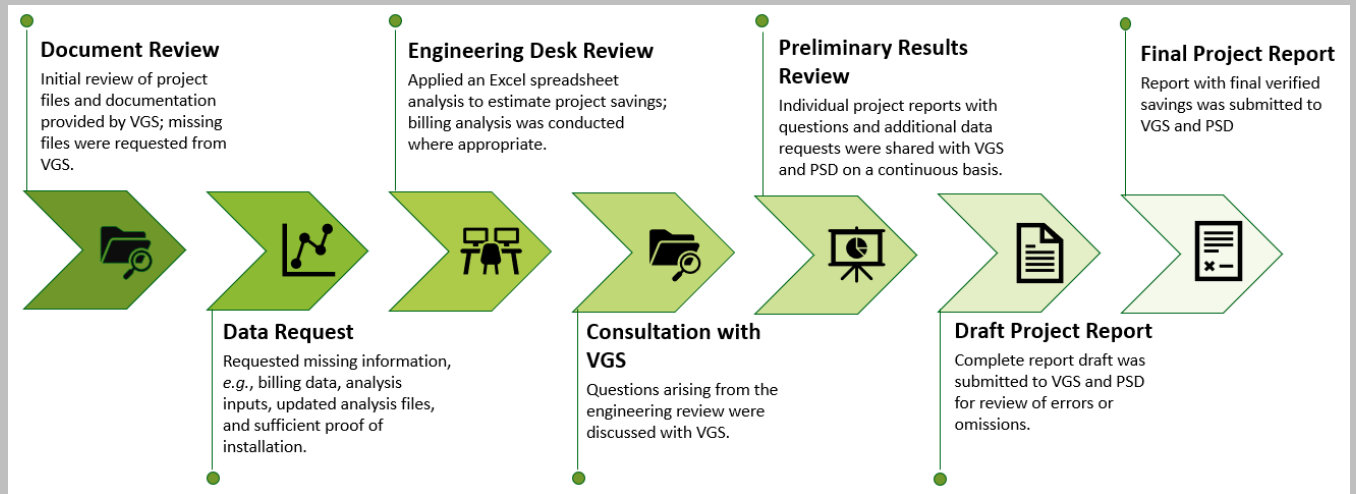 Document Review
Initial review of project
files and documentation
provided by VGS; missing
files were requested from
VGS.
Data Request
Requested missing information,
e.g., billing data, analysis
inputs, updated analysis files,
and sufficient proof of
installation.
Engineering Desk Review
Applied an Excel spreadsheet
analysis to estimate project savings;
billing analysis was conducted
where appropriate.
Consultation with
VGS
Questions arising from the
engineering review were
discussed with VGS.
Preliminary Results
Review
Individual project reports with
questions and additional data
requests were shared with VGS
and PSD on a continuous basis.
Draft Project Report
Complete report draft was
submitted to VGS and PSD
for review of errors or
omissions.
Final Project Report
Report with final verified
savings was submitted to
VGS and PSD